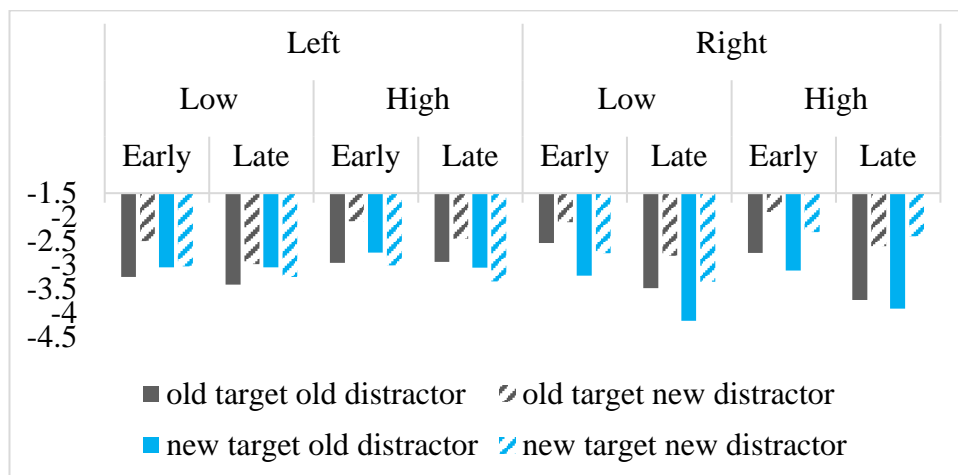 Left Right
Low High Low High
Early Late Early Late Early Late Early Late
-1.5
-2
-2.5
-3
-3.5
-4
-4.5
old target old distractor old target new distractor
new target old distractor new target new distractor